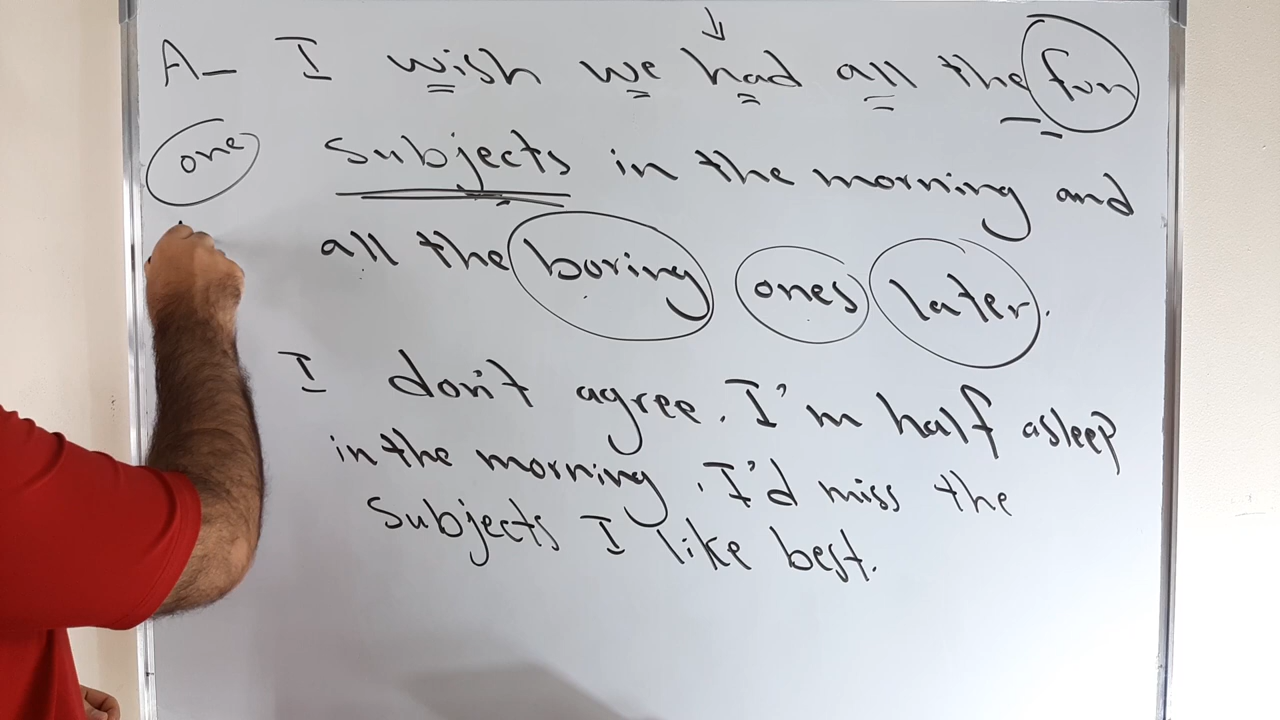 A- I wish we had all the fun
one subjects in the morning and
all the boring ones later.
I don't agree. I'm half asleep
in the morning. I'd miss the
subjects I like best.